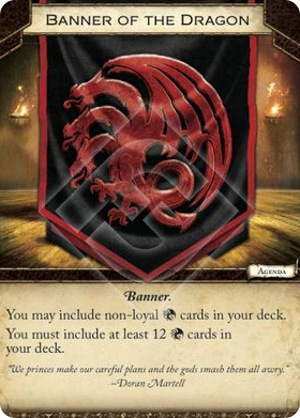 BANNER OF THE DRAGON
AGENDA
Banner.
You may include non-loyal cards in your deck.
You must include at least 12 cards in
your deck.
"We princes make our careful plans and the gods smash them all awry."
–Doran Martell